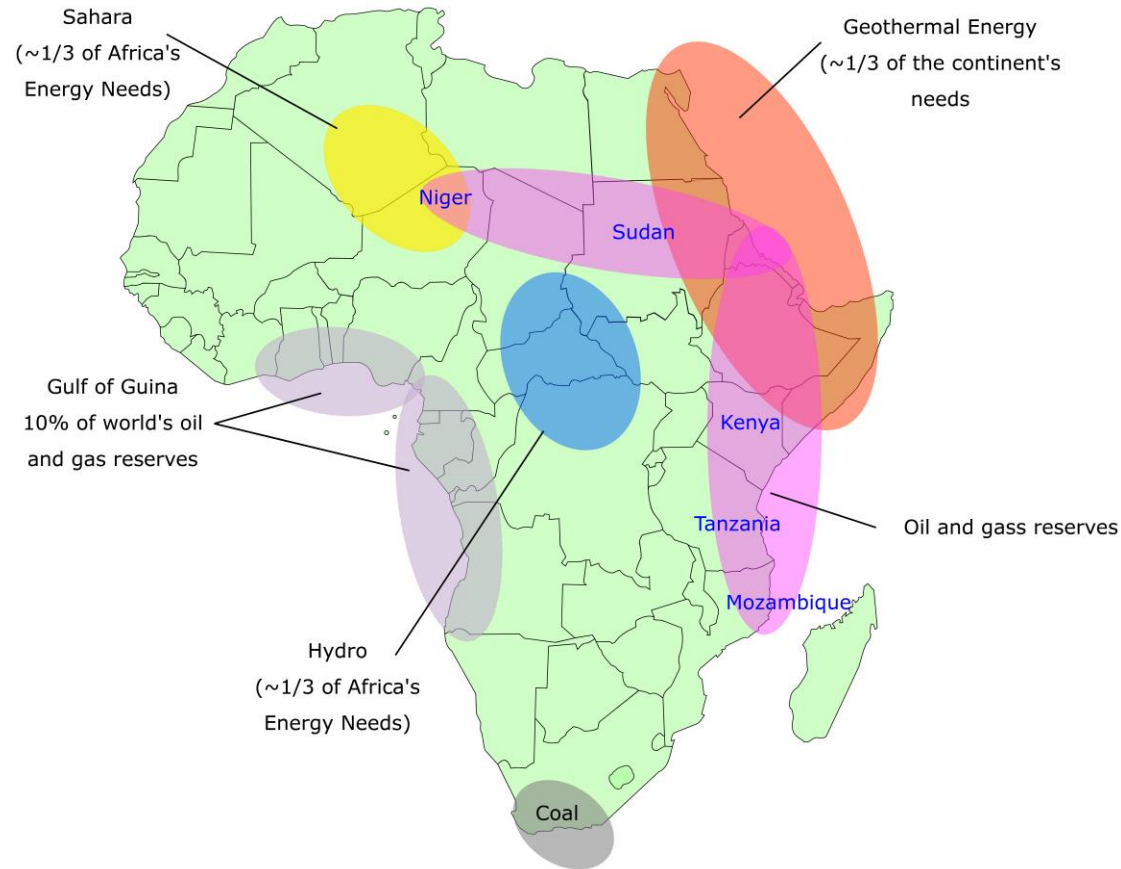 Sahara
(~1/3 of Africa's
Energy Needs)
Geothermal Energy
(~1/3 of the continent's
needs
Niger
Sudan
Gulf of Guina
10% of world's oil
and gas reserves
Kenya
Tanzania
Oil and gass reserves
Mozambique
Hydro
(~1/3 of Africa's
Energy Needs)
Coal